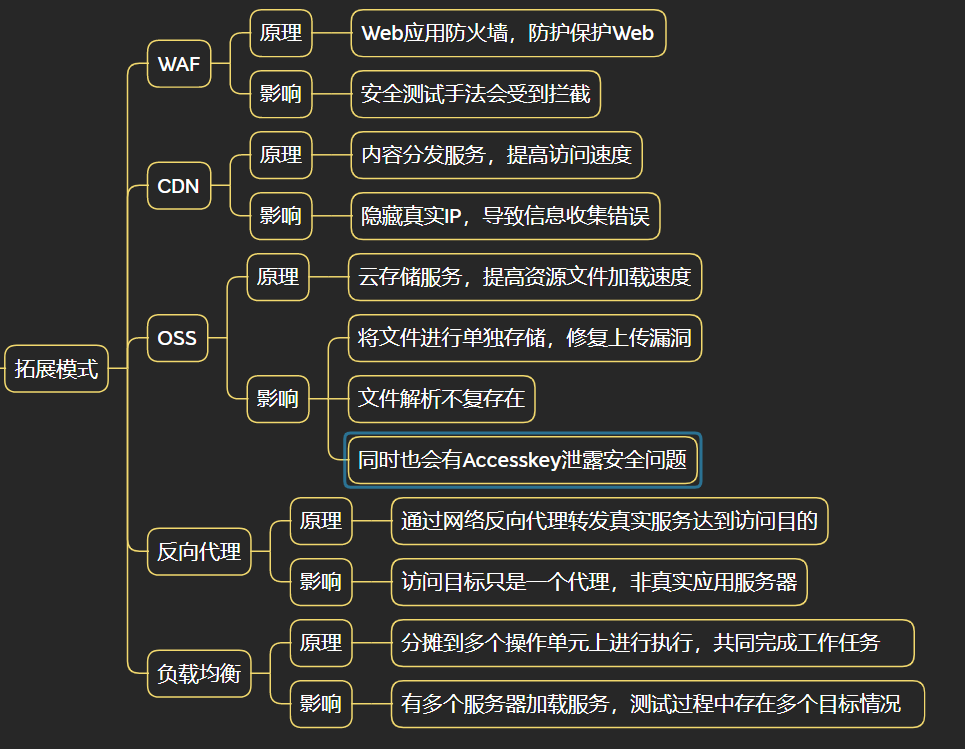 拓展模式
WAF
原理
Web应用防火墙，防护保护Web
影响
安全测试手法会受到拦截
CDN
原理
内容分发服务，提高访问速度
影响
隐藏真实IP，导致信息收集错误
OSS
原理
云存储服务，提高资源文件加载速度
影响
将文件进行单独存储，修复上传漏洞
文件解析不复存在
同时也会有Accesskey泄露安全问题
反向代理
原理
通过网络反向代理转发真实服务达到访问目的
影响
访问目标只是一个代理，非真实应用服务器
负载均衡
原理
分摊到多个操作单元上进行执行，共同完成工作任务
影响
有多个服务器加载服务，测试过程中存在多个目标情况